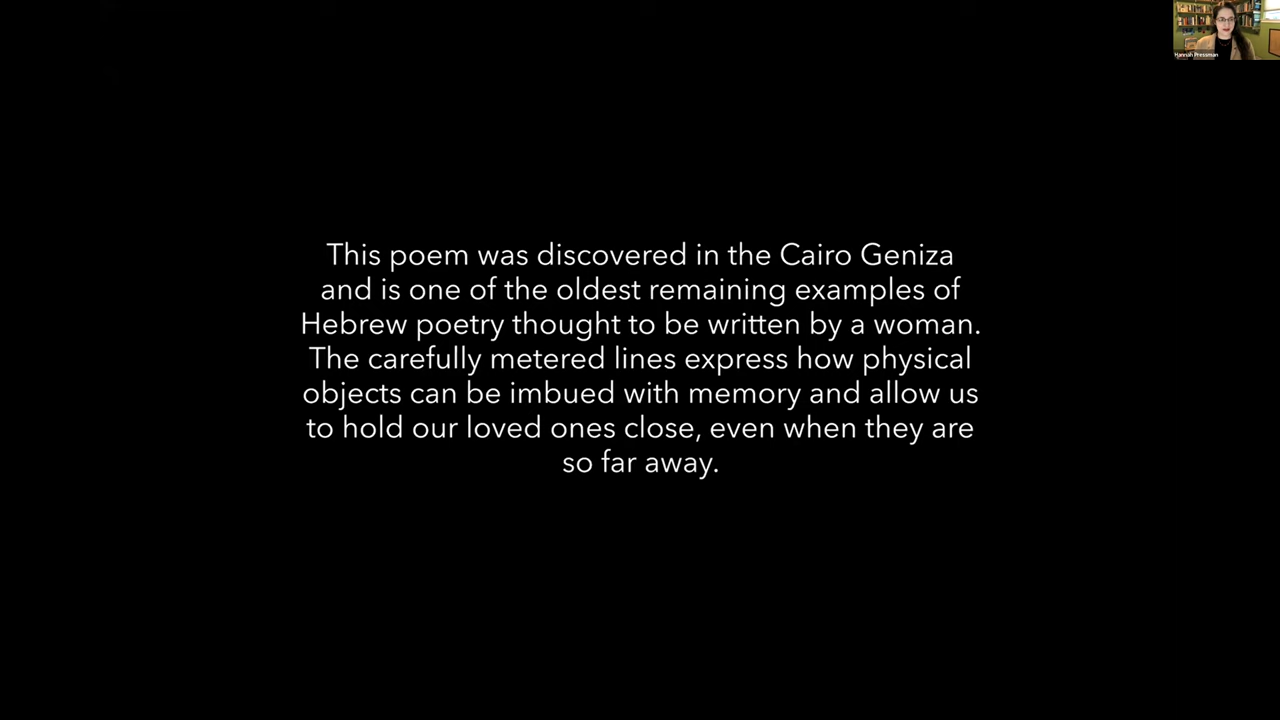 Hannah Pressman
This poem was discovered in the Cairo Geniza
and is one of the oldest remaining examples of
Hebrew poetry thought to be written by a woman.
The carefully metered lines express how physical
objects can be imbued with memory and allow us
to hold our loved ones close, even when they are
so far away.